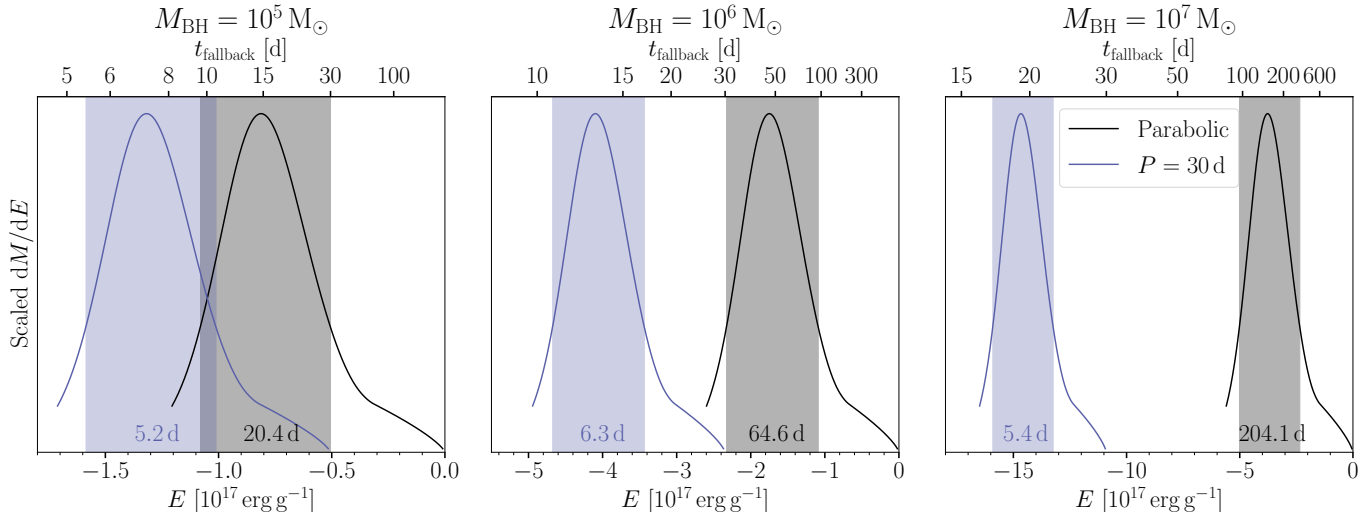 M_BH = 10^5 M_⊙
t_fallback [d]
5 6 8 10 15 30 100
M_BH = 10^6 M_⊙
t_fallback [d]
10 15 20 30 50 100 300
M_BH = 10^7 M_⊙
t_fallback [d]
15 20 30 50 100 200 600
Scaled dM/dE
Parabolic
P = 30 d
5.2 d
20.4 d
6.3 d
64.6 d
5.4 d
204.1 d
−1.5 −1.0 −0.5 0.0
E [10^17 erg g^−1]
−5 −4 −3 −2 −1 0
E [10^17 erg g^−1]
−15 −10 −5 0
E [10^17 erg g^−1]